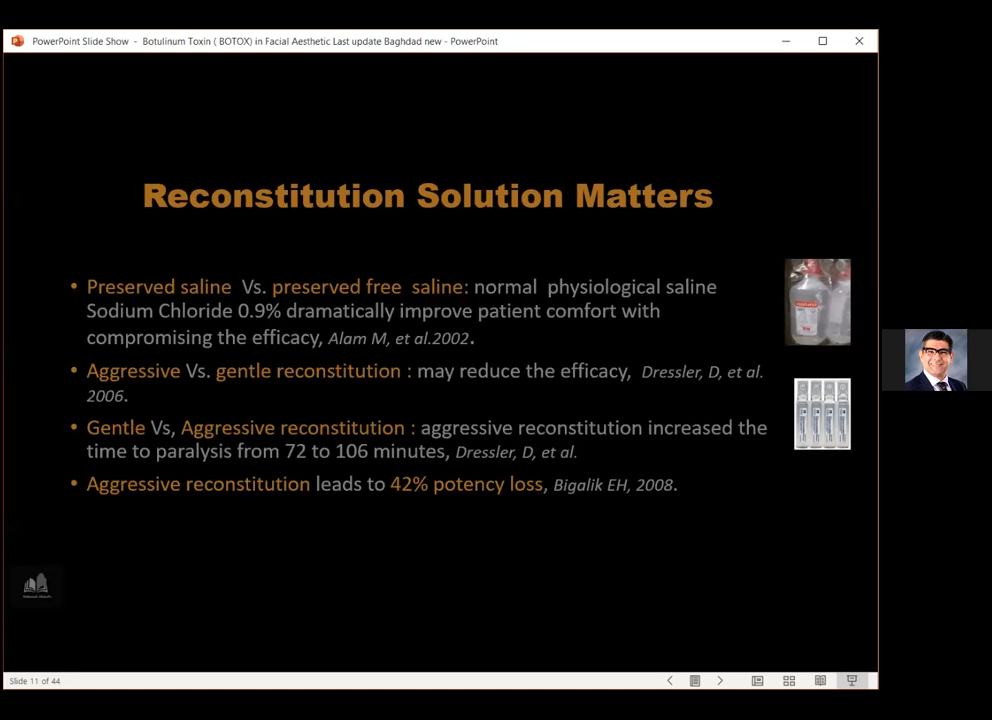 PowerPoint Slide Show - Botulinum Toxin ( BOTOX) in Facial Aesthetic Last update Baghdad new - PowerPoint
Reconstitution Solution Matters
• Preserved saline Vs. preserved free saline: normal physiological saline
Sodium Chloride 0.9% dramatically improve patient comfort with
compromising the efficacy, Alam M, et al.2002.
• Aggressive Vs. gentle reconstitution : may reduce the efficacy, Dressler, D, et al.
2006.
• Gentle Vs, Aggressive reconstitution : aggressive reconstitution increased the
time to paralysis from 72 to 106 minutes, Dressler, D, et al.
• Aggressive reconstitution leads to 42% potency loss, Bigalik EH, 2008.
Slide 11 of 44